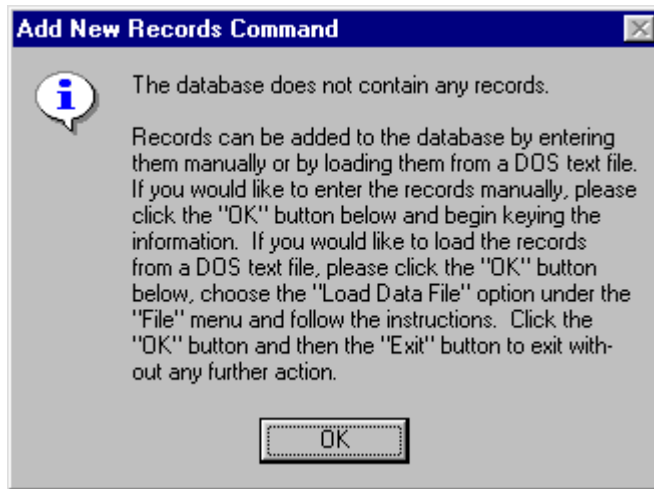 Add New Records Command
The database does not contain any records.
Records can be added to the database by entering
them manually or by loading them from a DOS text file.
If you would like to enter the records manually, please
click the "OK" button below and begin keying the
information.  If you would like to load the records
from a DOS text file, please click the "OK" button
below, choose the "Load Data File" option under the
"File" menu and follow the instructions.  Click the
"OK" button and then the "Exit" button to exit with-
out any further action.
OK